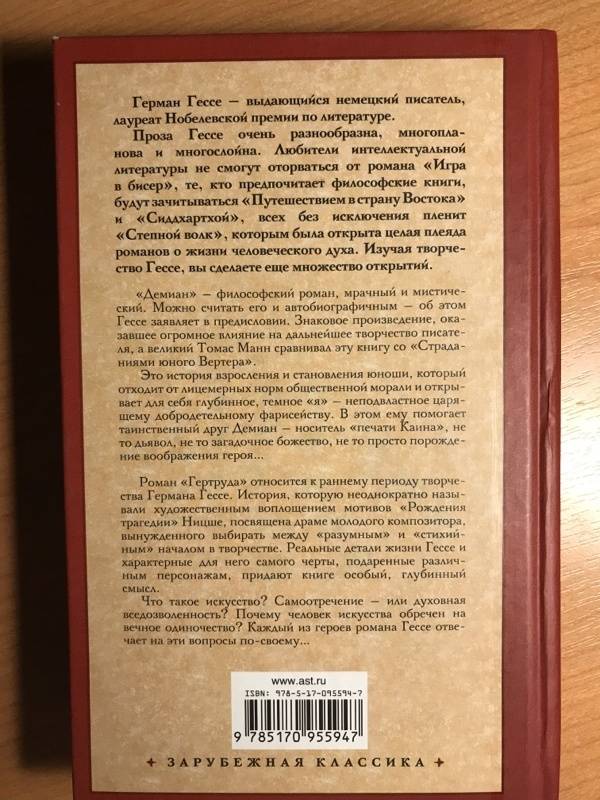 Герман Гессе – выдающийся немецкий писатель,
лауреат Нобелевской премии по литературе.
Проза Гессе очень разнообразна, многопла-
нова и многослойна. Любители интеллектуальной
литературы не смогут оторваться от романа «Игра
в бисер», те, кто предпочитает философские книги,
будут зачитываться «Путешествием в страну Востока»
и «Сиддхартхой», всех без исключения пленит
«Степной волк», которым была открыта целая плеяда
романов о жизни человеческого духа. Изучая творче-
ство Гессе, вы сделаете еще множество открытий.
«Демиан» – философский роман, мрачный и мистиче-
ский. Можно считать его и автобиографичным – об этом
Гессе заявляет в предисловии. Знаковое произведение, ока-
завшее огромное влияние на дальнейшее творчество писате-
ля, а великий Томас Манн сравнивал эту книгу со «Страда-
ниями юного Вертера».
Это история взросления и становления юноши, который
отходит от лицемерных норм общественной морали и откры-
вает для себя глубинное, темное «я» – неподвластное царя-
щему добродетельному фарисейству. В этом ему помогает
таинственный друг Демиан – носитель «печати Каина», не
то дьявол, не то загадочное божество, не то просто порожде-
ние воображения героя...
Роман «Гертруда» относится к раннему периоду творче-
ства Германа Гессе. История, которую неоднократно назы-
вали художественным воплощением мотивов «Рождения
трагедии» Ницше, посвящена драме молодого композитора,
вынужденного выбирать между «разумным» и «стихий-
ным» началом в творчестве. Реальные детали жизни Гессе и
характерные для него самого черты, подаренные различ-
ным персонажам, придают книге особый, глубинный
смысл.
Что такое искусство? Самоотречение – или духовная
вседозволенность? Почему человек искусства обречен на
вечное одиночество? Каждый из героев романа Гессе отве-
чает на эти вопросы по-своему...
www.ast.ru
ISBN: 978-5-17-095594-7
9 785170 955947
ЗАРУБЕЖНАЯ КЛАССИКА